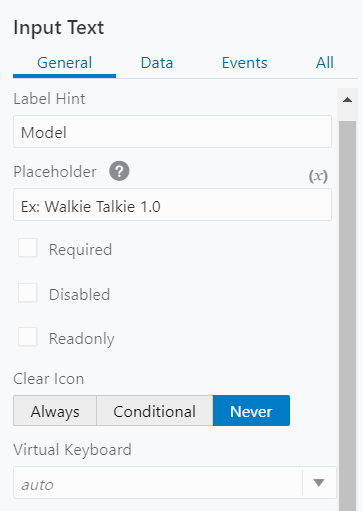 Input Text
General Data Events All
Label Hint
Model
Placeholder ? (x)
Ex: Walkie Talkie 1.0
Required
Disabled
Readonly
Clear Icon
Always Conditional Never
Virtual Keyboard
auto